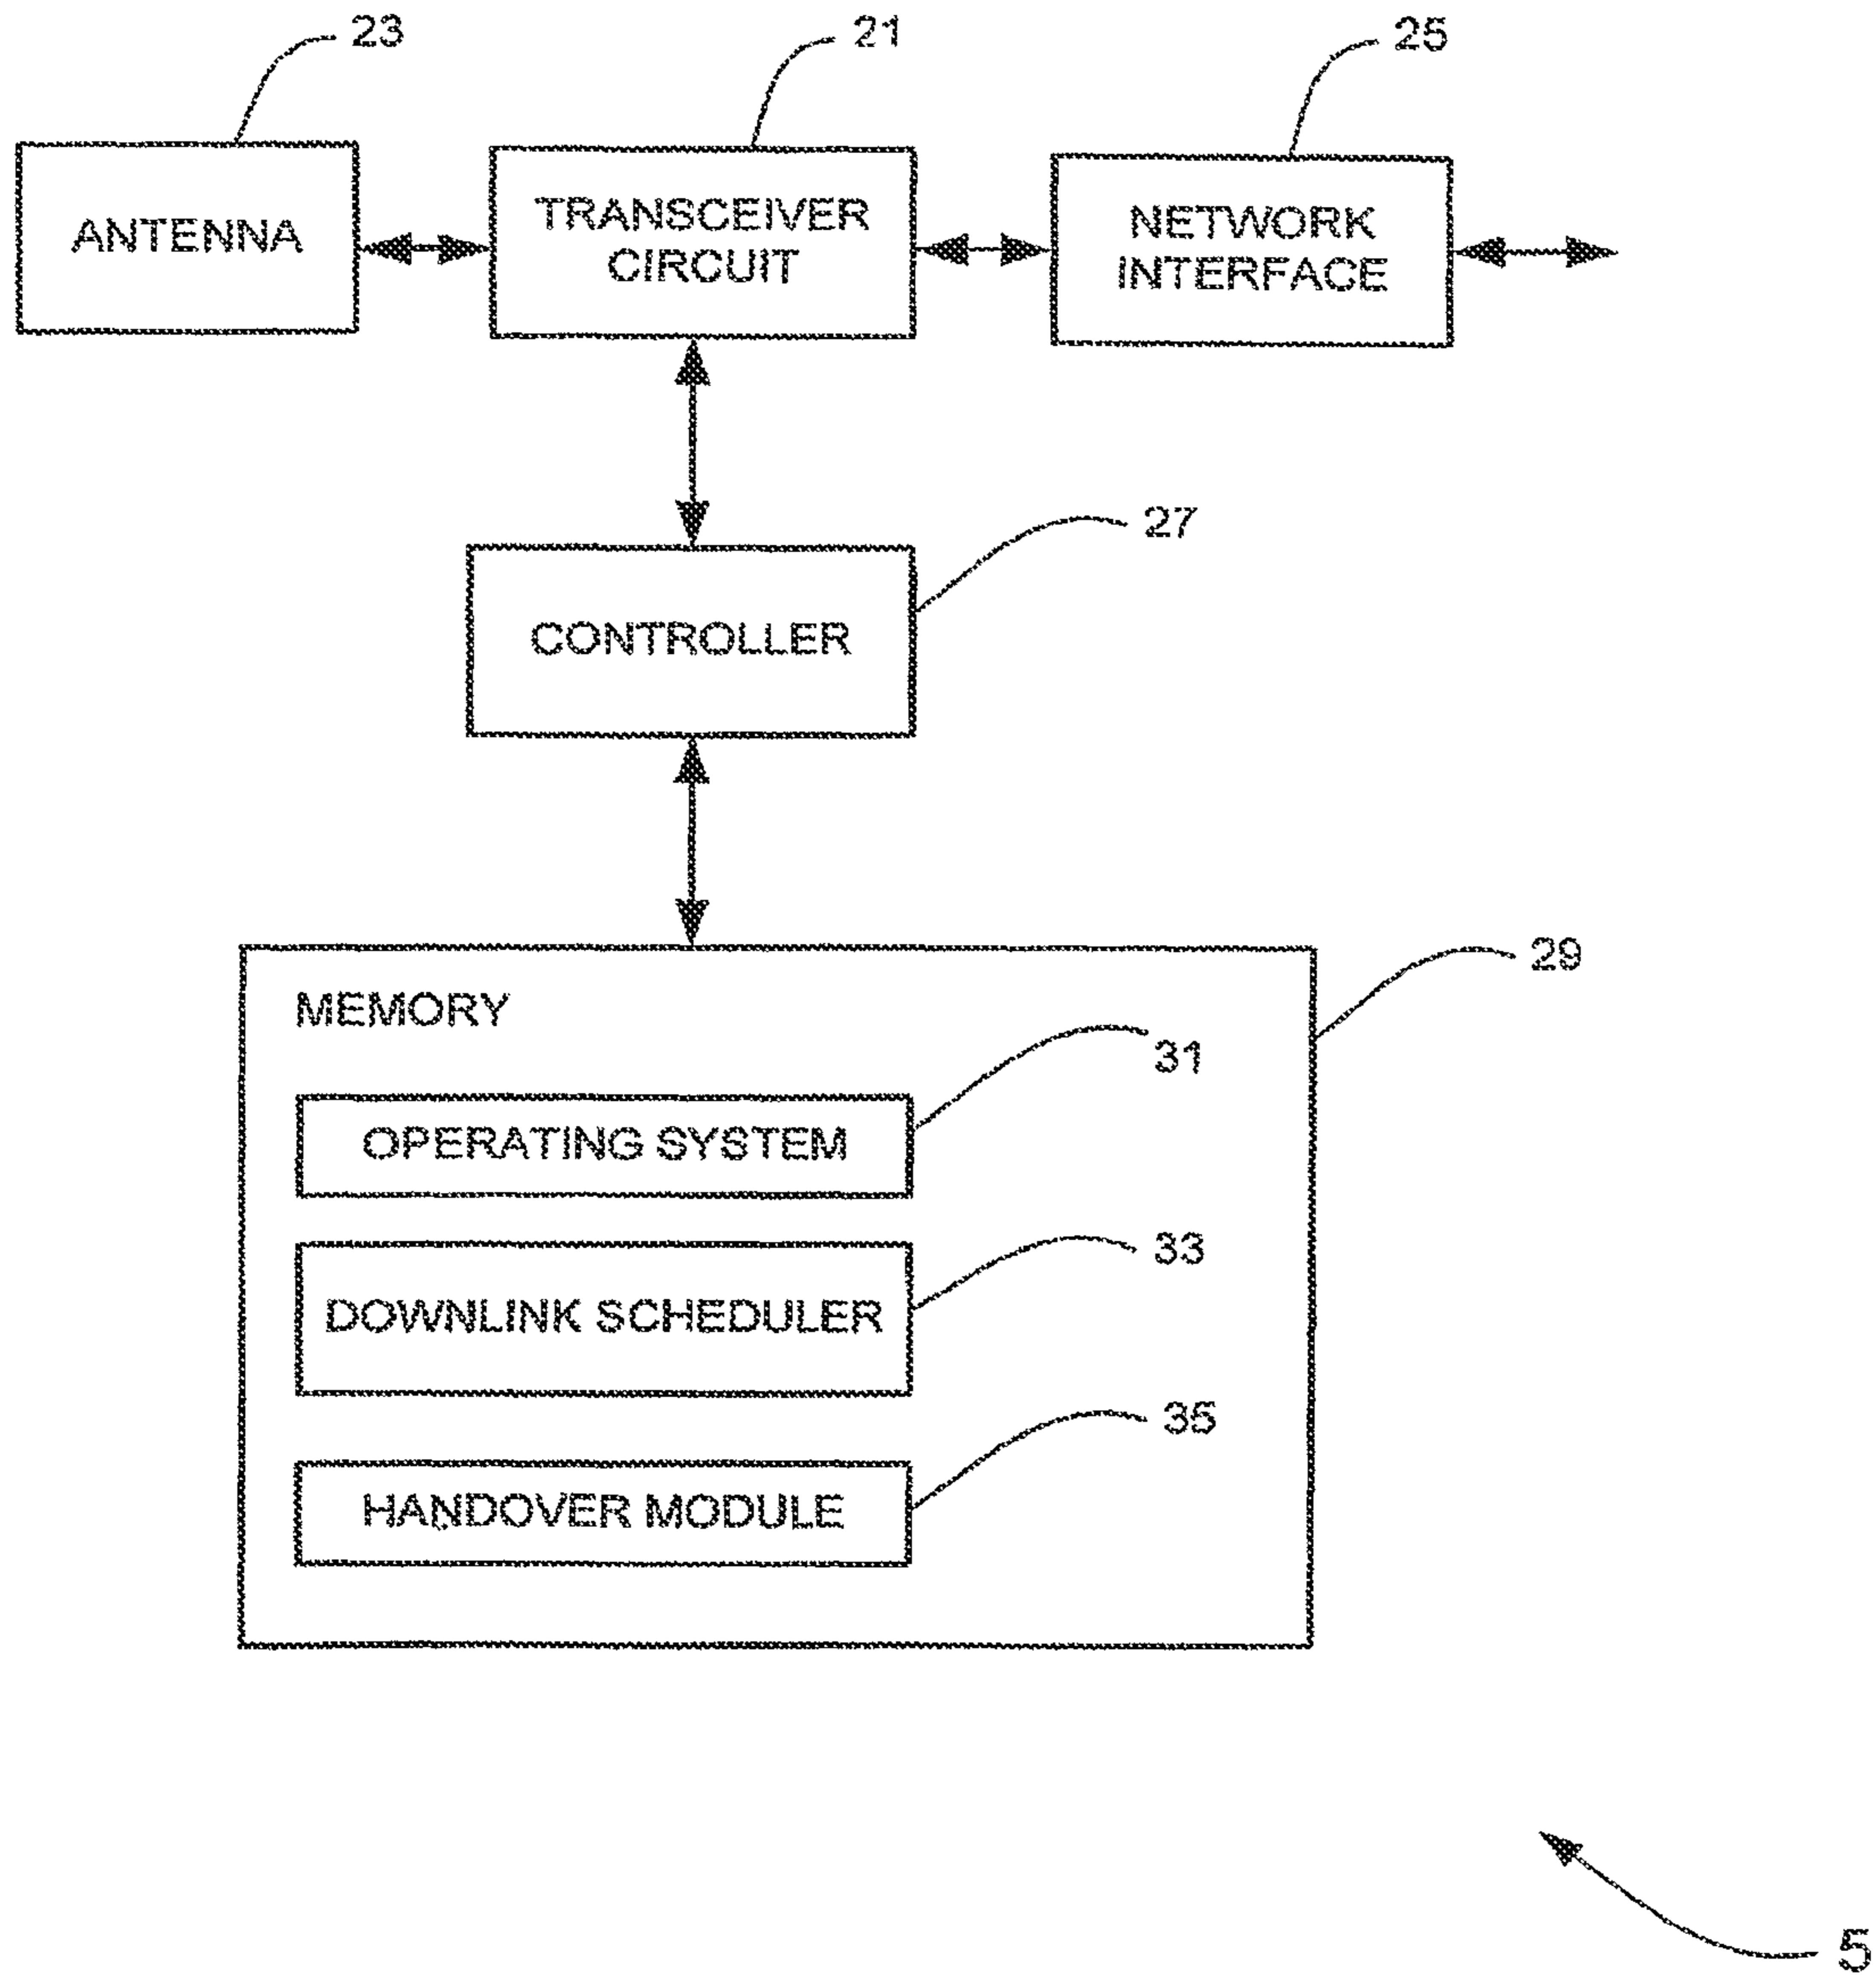 23
21
25
ANTENNA
TRANSCEIVER
CIRCUIT
NETWORK
INTERFACE
27
CONTROLLER
29
MEMORY
31
OPERATING SYSTEM
33
DOWNLINK SCHEDULER
35
HANDOVER MODULE
5